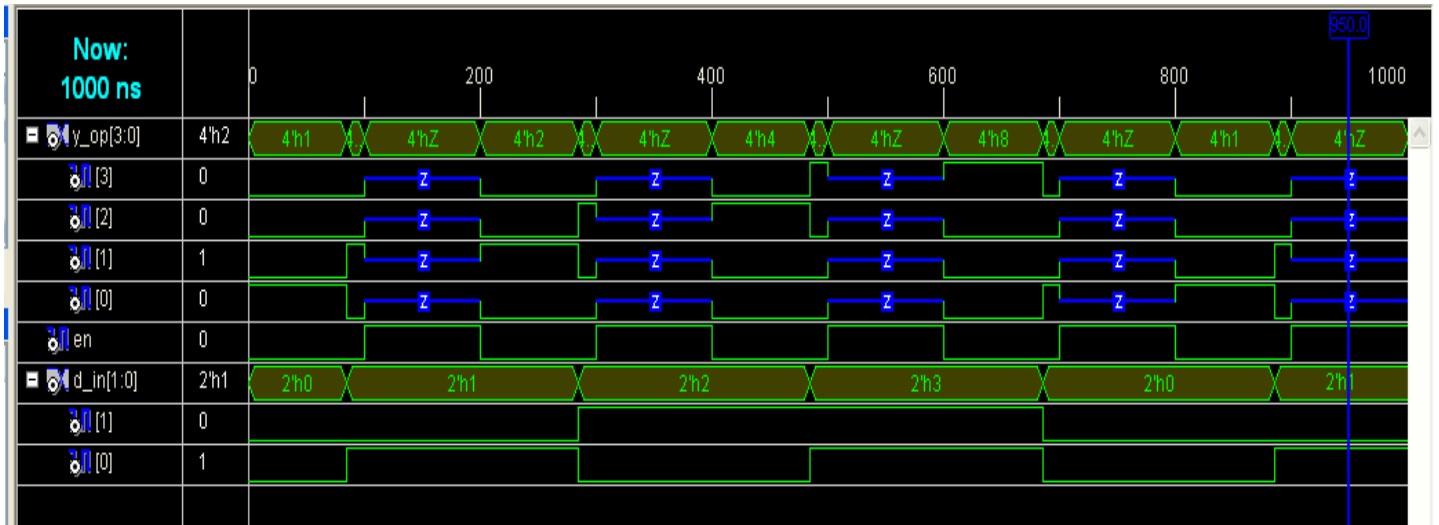 950.0
Now:
1000 ns
0 200 400 600 800 1000
y_op[3:0] 4'h2 4'h1 4'hZ 4'h2 4'hZ 4'h4 4'hZ 4'h8 4'hZ 4'h1 4'hZ
[3] 0 Z Z Z Z Z
[2] 0 Z Z Z Z Z
[1] 1 Z Z Z Z Z
[0] 0 Z Z Z Z Z
en 0
d_in[1:0] 2'h1 2'h0 2'h1 2'h2 2'h3 2'h0 2'h1
[1] 0
[0] 1